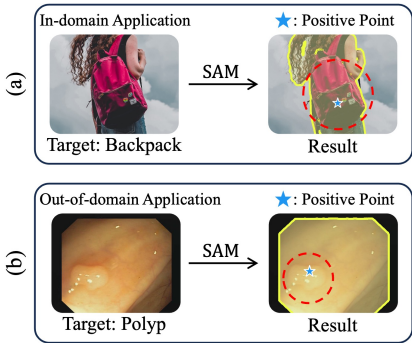 (a)
In-domain Application
★: Positive Point
SAM
Target: Backpack
Result
(b)
Out-of-domain Application
★: Positive Point
SAM
Target: Polyp
Result